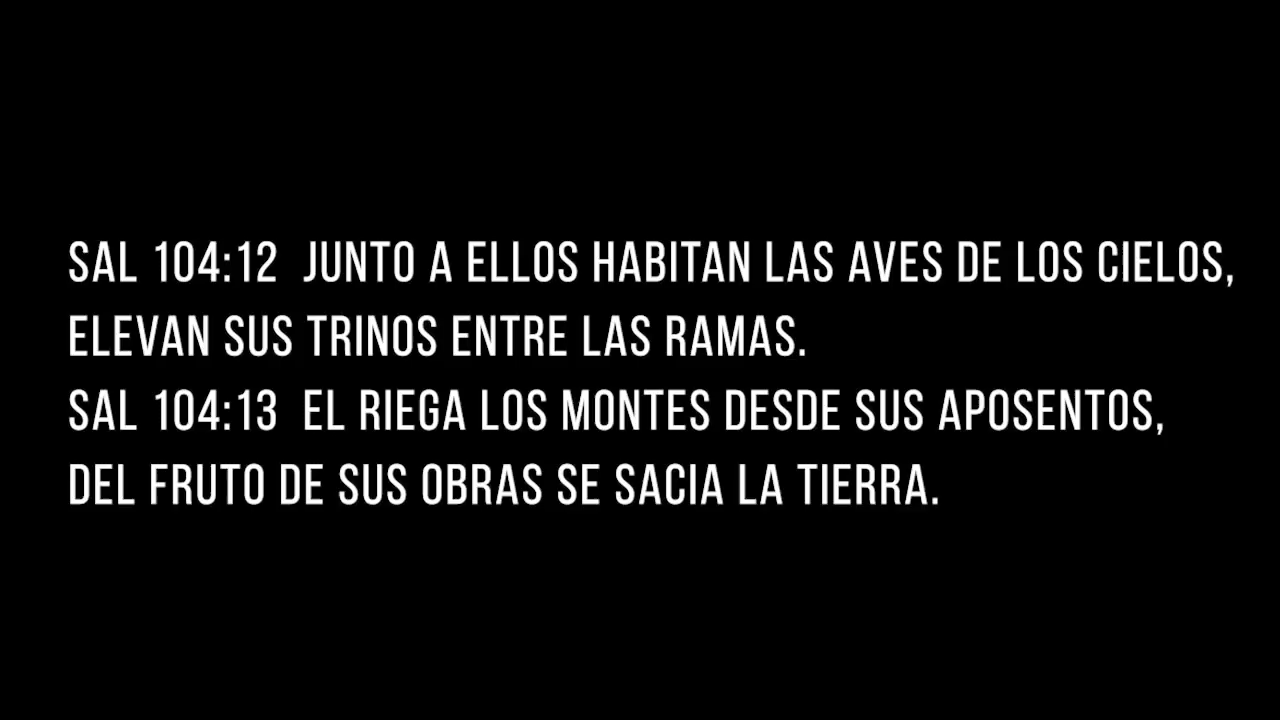 SAL 104:12  JUNTO A ELLOS HABITAN LAS AVES DE LOS CIELOS,
ELEVAN SUS TRINOS ENTRE LAS RAMAS.
SAL 104:13  EL RIEGA LOS MONTES DESDE SUS APOSENTOS,
DEL FRUTO DE SUS OBRAS SE SACIA LA TIERRA.